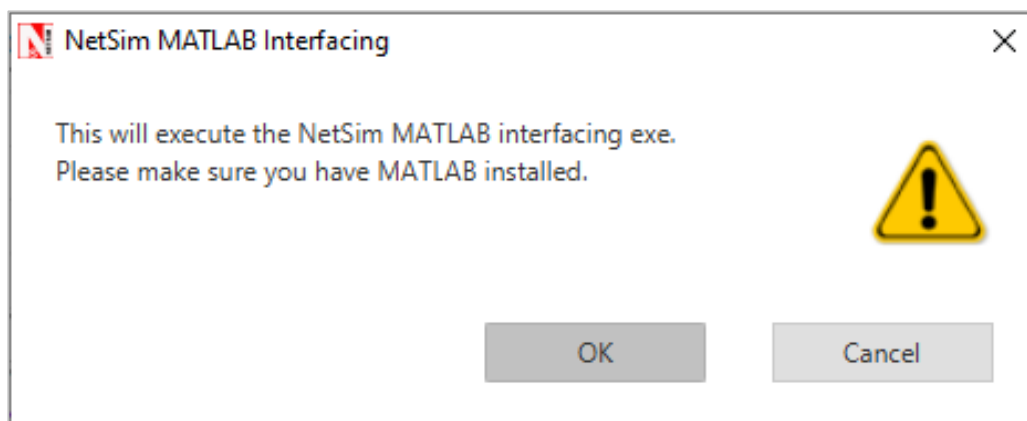 NetSim MATLAB Interfacing
This will execute the NetSim MATLAB interfacing exe.
Please make sure you have MATLAB installed.
OK
Cancel